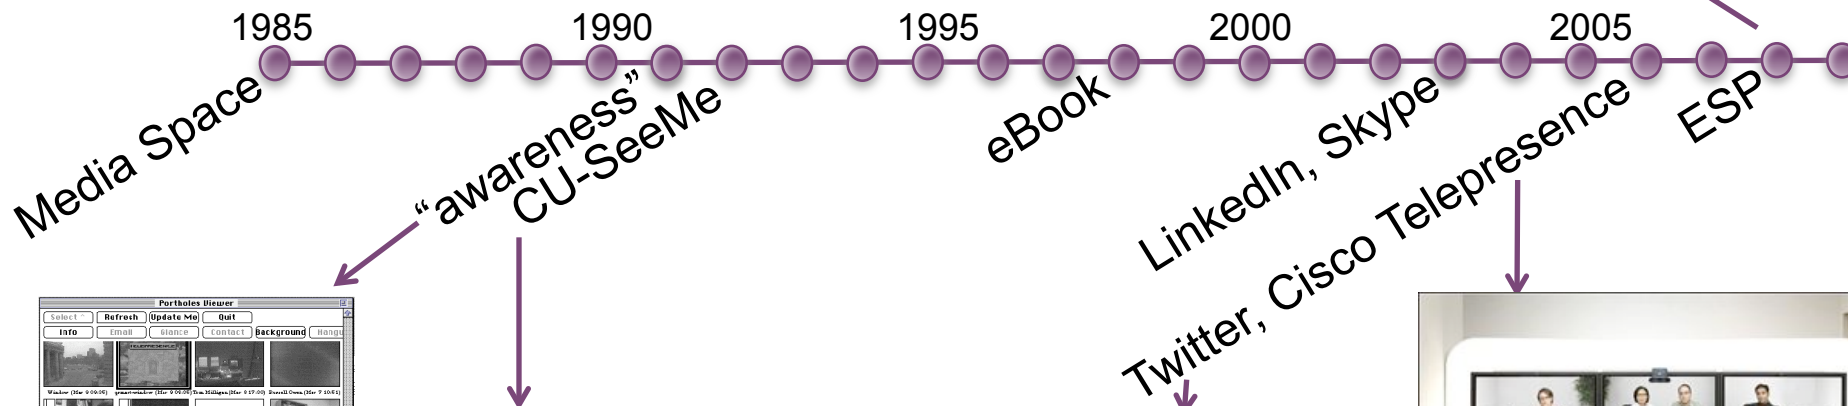 1985 1990 1995 2000 2005
Media Space
“awareness”
CU-SeeMe
eBook
LinkedIn, Skype
Twitter, Cisco Telepresence
ESP
Portholes Viewer
Select Refresh Update Me Quit
Info Email Glance Contact Background Hangu